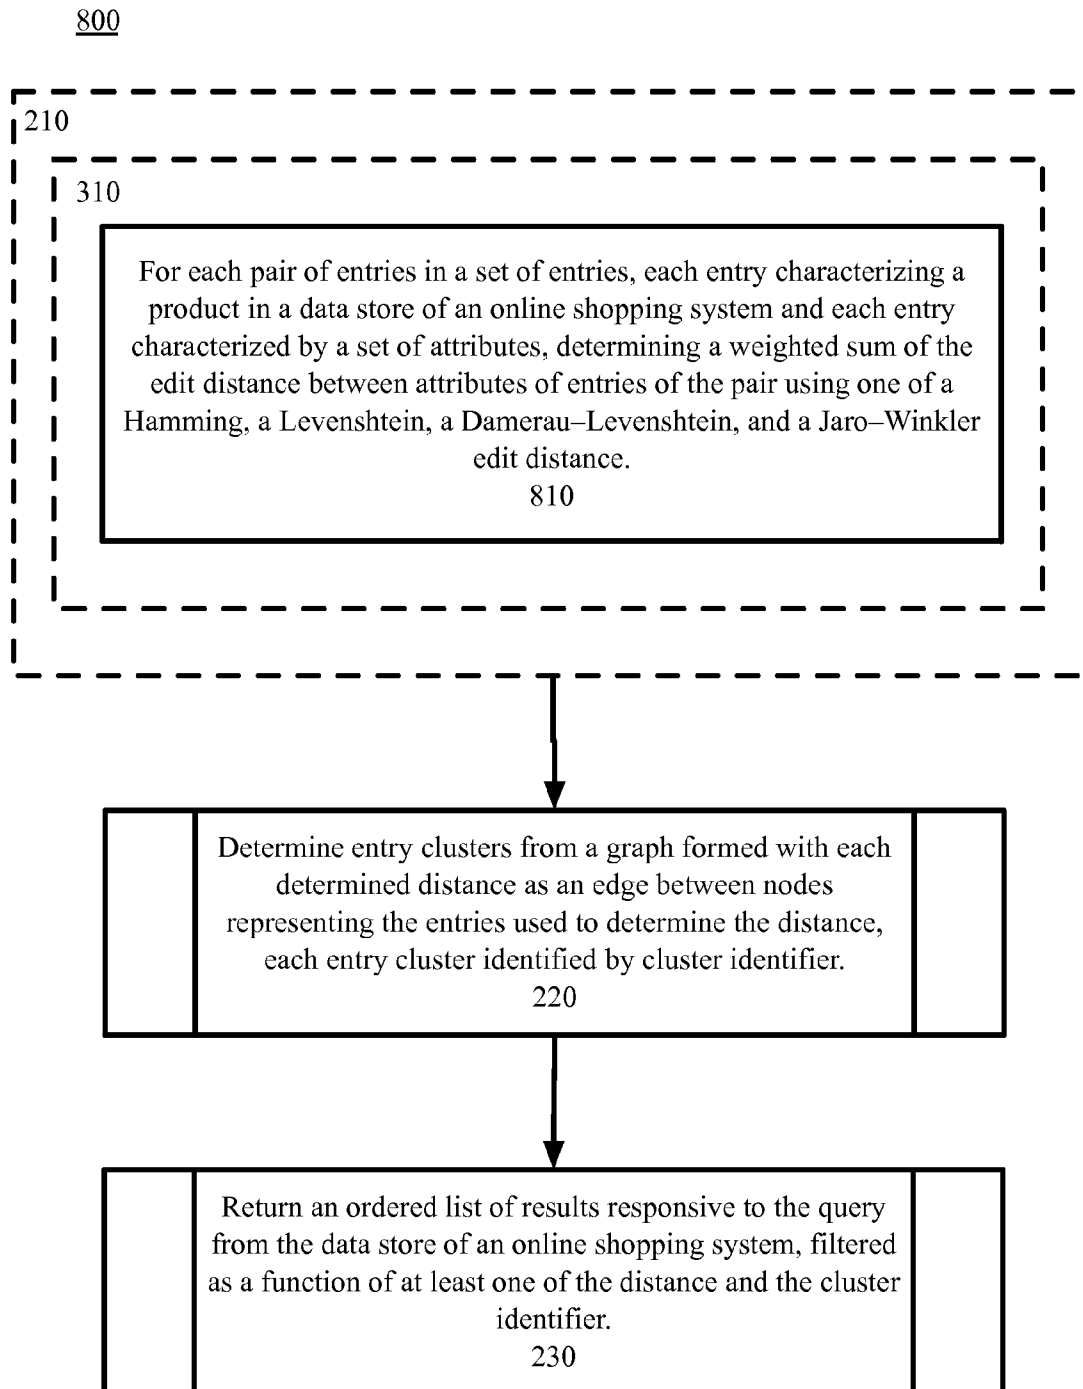 800
210
310
For each pair of entries in a set of entries, each entry characterizing a
product in a data store of an online shopping system and each entry
characterized by a set of attributes, determining a weighted sum of the
edit distance between attributes of entries of the pair using one of a
Hamming, a Levenshtein, a Damerau–Levenshtein, and a Jaro–Winkler
edit distance.
810
Determine entry clusters from a graph formed with each
determined distance as an edge between nodes
representing the entries used to determine the distance,
each entry cluster identified by cluster identifier.
220
Return an ordered list of results responsive to the query
from the data store of an online shopping system, filtered
as a function of at least one of the distance and the cluster
identifier.
230